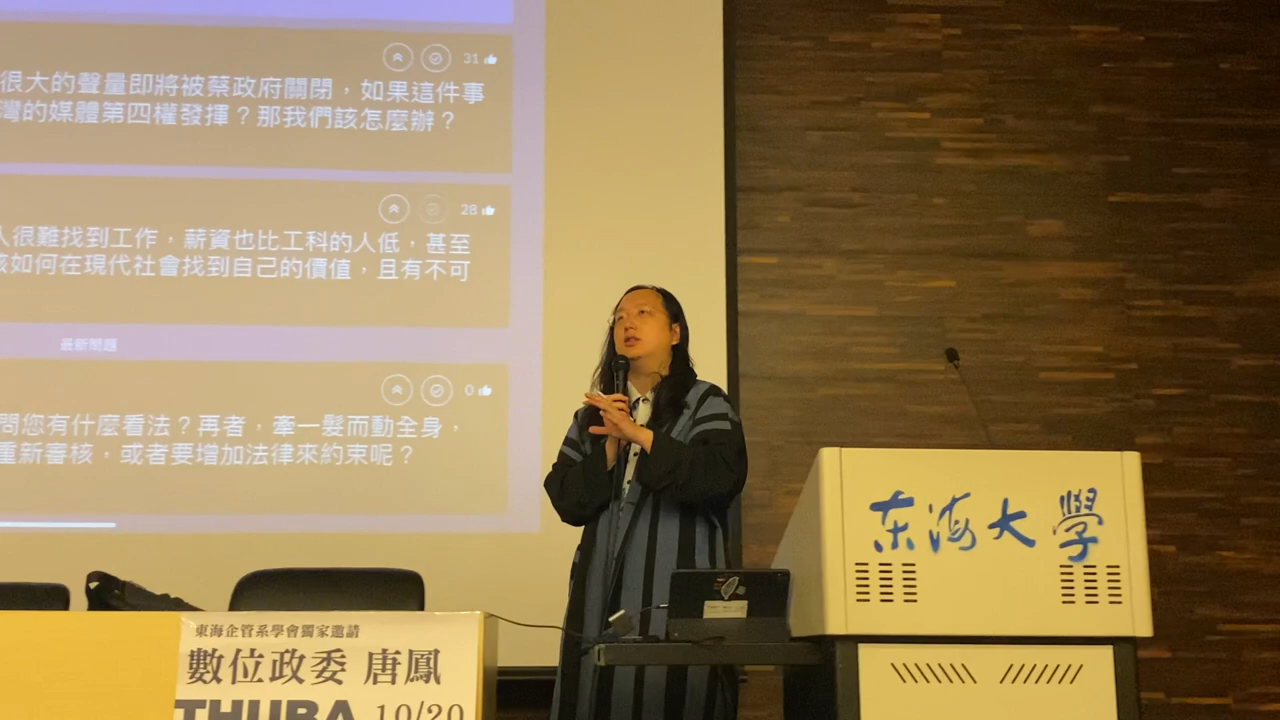 31
很大的聲量即將被蔡政府關閉，如果這件事
灣的媒體第四權發揮？那我們該怎麼辦？
28
人很難找到工作，薪資也比工科的人低，甚至
該如何在現代社會找到自己的價值，且有不可
最新問題
0
問您有什麼看法？再者，牽一髮而動全身，
重新審核，或者要增加法律來約束呢？
东海大學
東海企管系學會獨家邀請
數位政委 唐鳳
THUBA 10/20